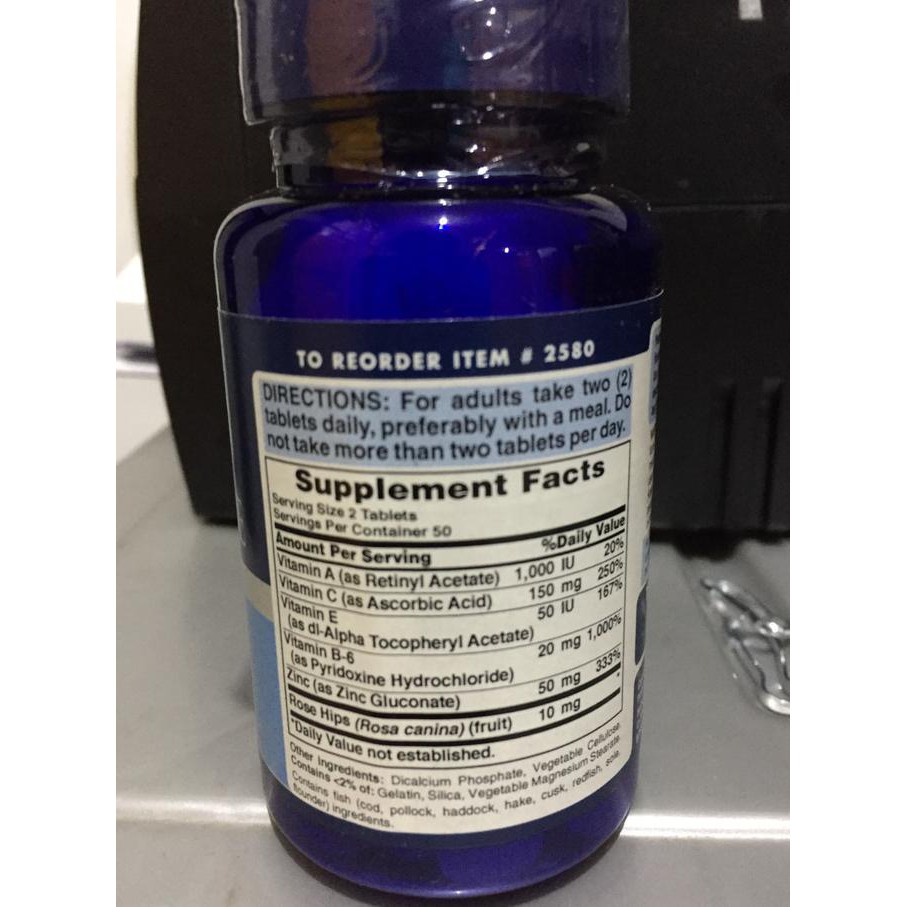 TO REORDER ITEM # 2580
DIRECTIONS: For adults take two (2)
tablets daily, preferably with a meal. Do
not take more than two tablets per day.
Supplement Facts
Serving Size 2 Tablets
Servings Per Container 50
Amount Per Serving %Daily Value
Vitamin A (as Retinyl Acetate) 1,000 IU 20%
Vitamin C (as Ascorbic Acid) 150 mg 250%
Vitamin E 50 IU 167%
(as dl-Alpha Tocopheryl Acetate)
Vitamin B-6 20 mg 1,000%
(as Pyridoxine Hydrochloride)
Zinc (as Zinc Gluconate) 50 mg 333%
Rose Hips (Rosa canina) (fruit) 10 mg *
*Daily Value not established.
Other Ingredients: Dicalcium Phosphate, Vegetable Cellulose.
Contains <2% of: Gelatin, Silica, Vegetable Magnesium Stearate.
Contains fish (cod, pollock, haddock, hake, cusk, redfish, sole,
flounder) ingredients.